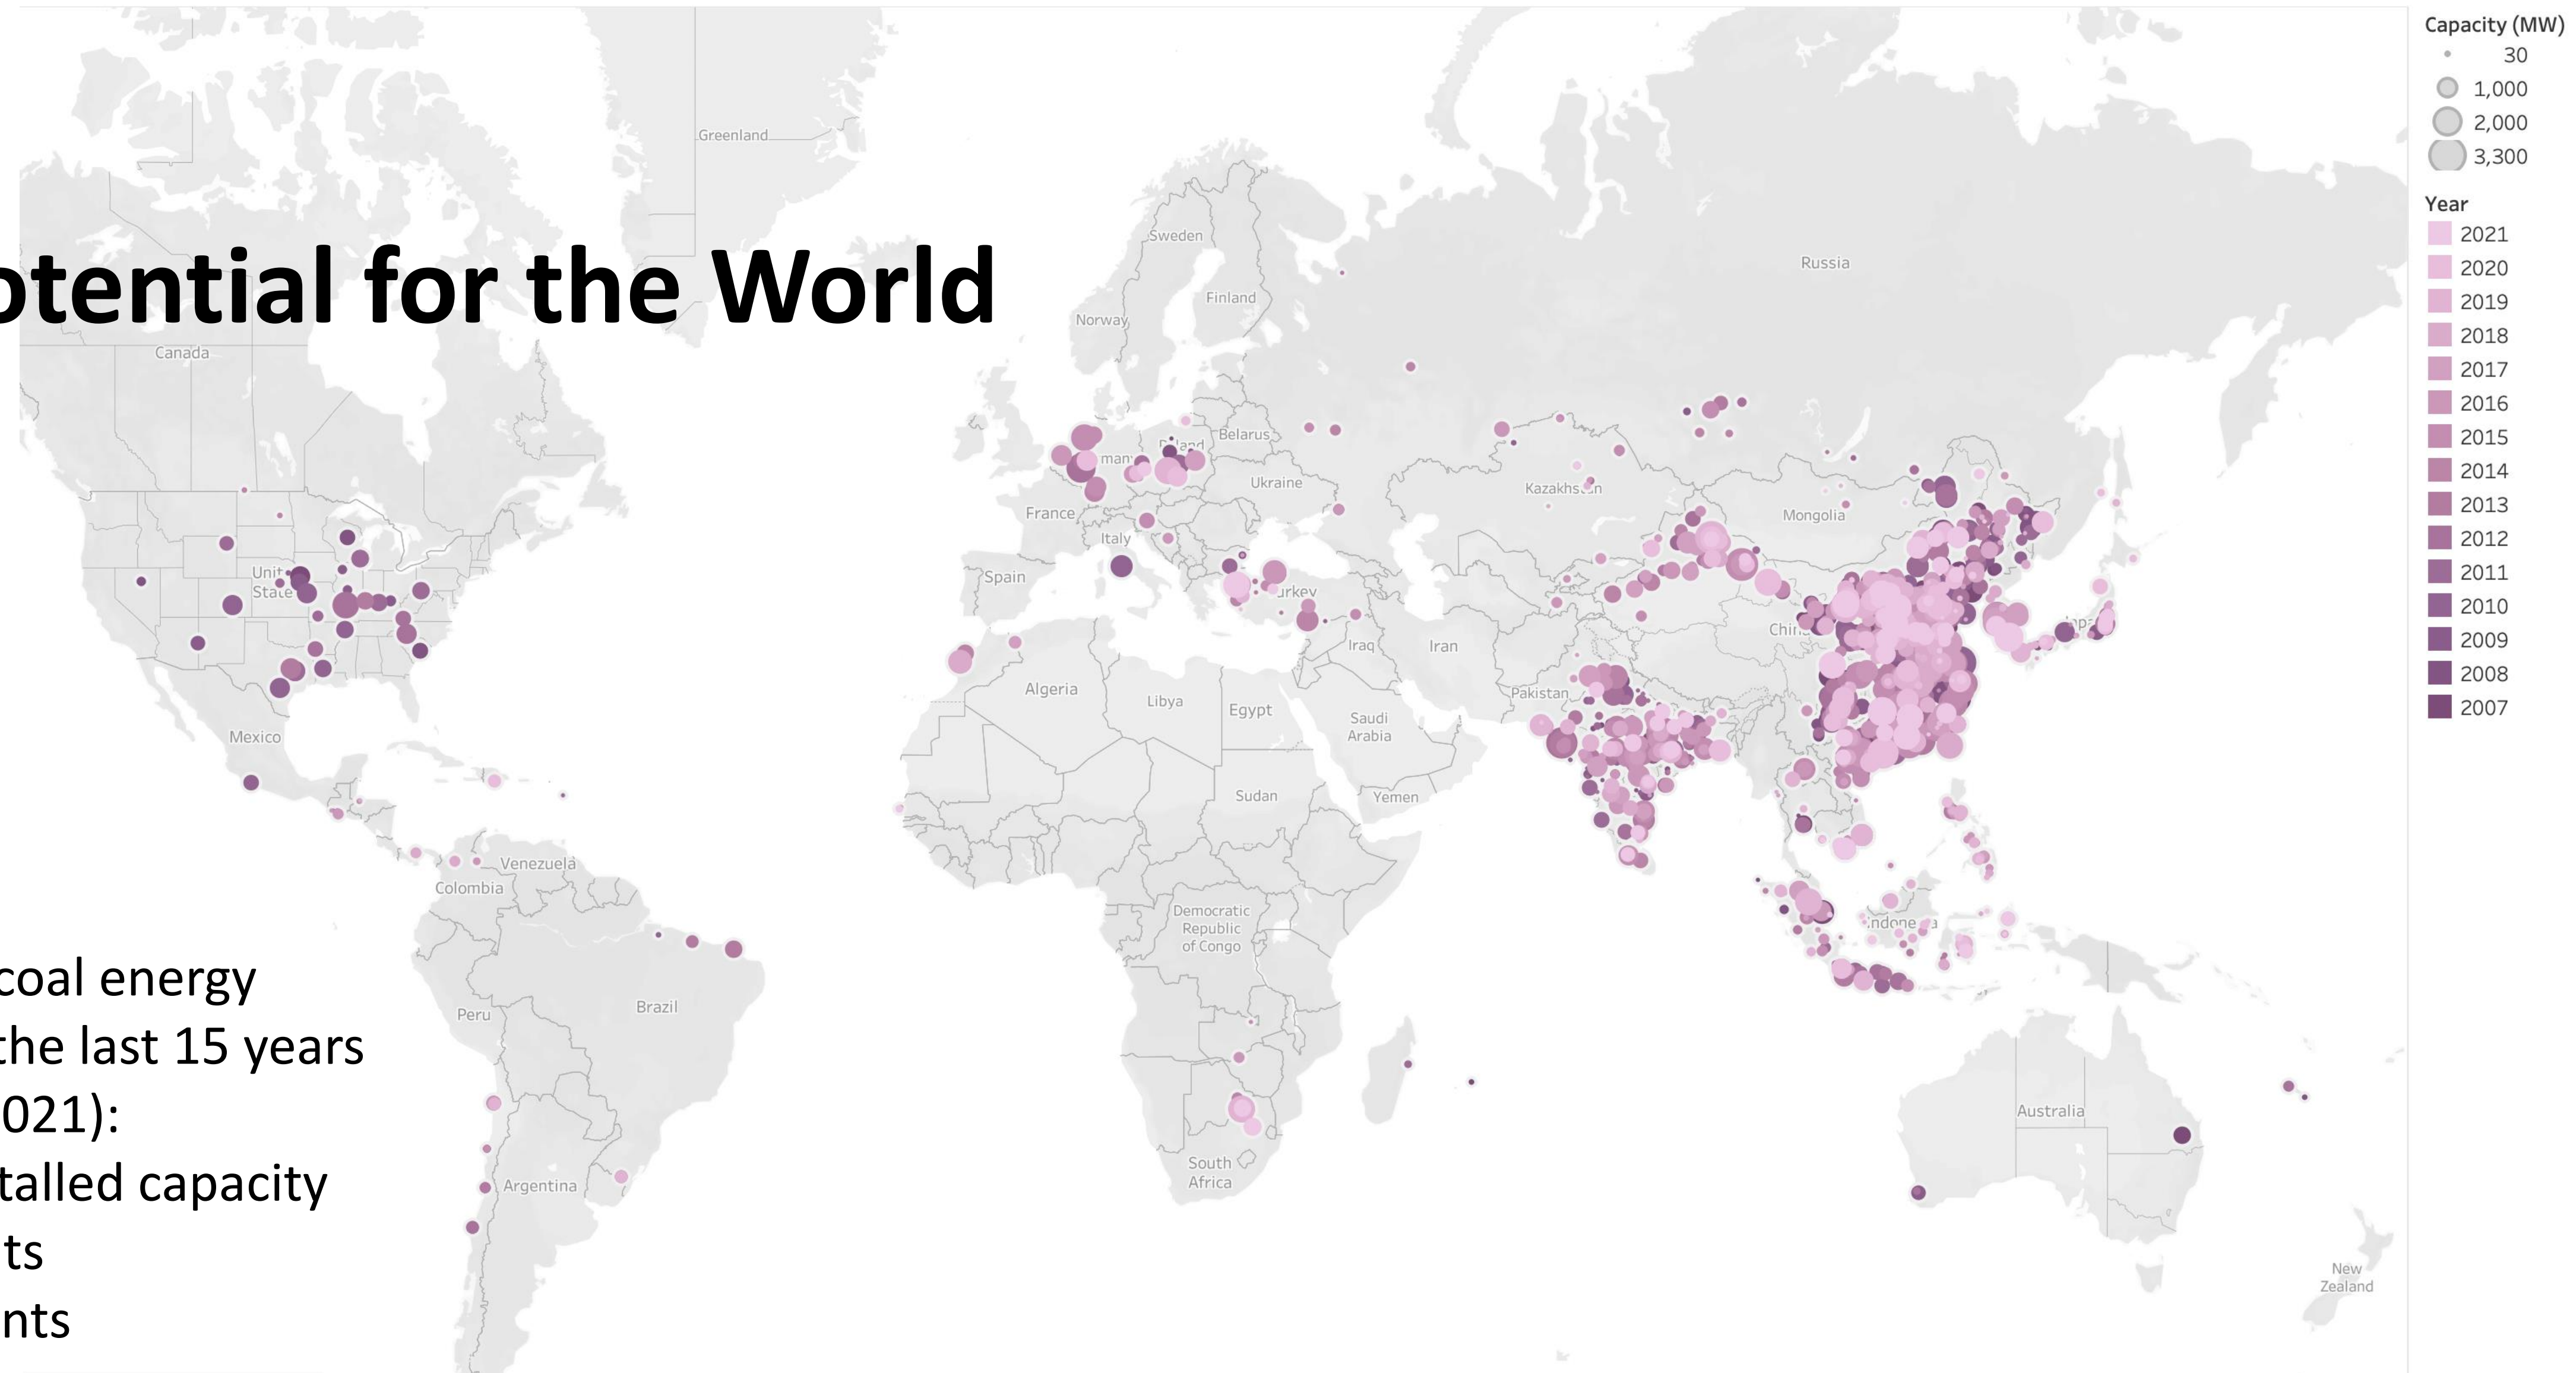 otential for the World
coal energy
the last 15 years
021):
talled capacity
ts
nts
Capacity (MW)
30
1,000
2,000
3,300
Year
2021
2020
2019
2018
2017
2016
2015
2014
2013
2012
2011
2010
2009
2008
2007
Greenland
Sweden
Finland
Norway
Russia
Canada
Belarus
Ukraine
France
Italy
Spain
Kazakhstan
Mongolia
Mexico
Algeria
Libya
Egypt
Saudi
Arabia
Iraq
Iran
Pakistan
Sudan
Yemen
Venezuela
Colombia
Democratic
Republic
of Congo
Peru
Brazil
Argentina
South
Africa
Australia
New
Zealand